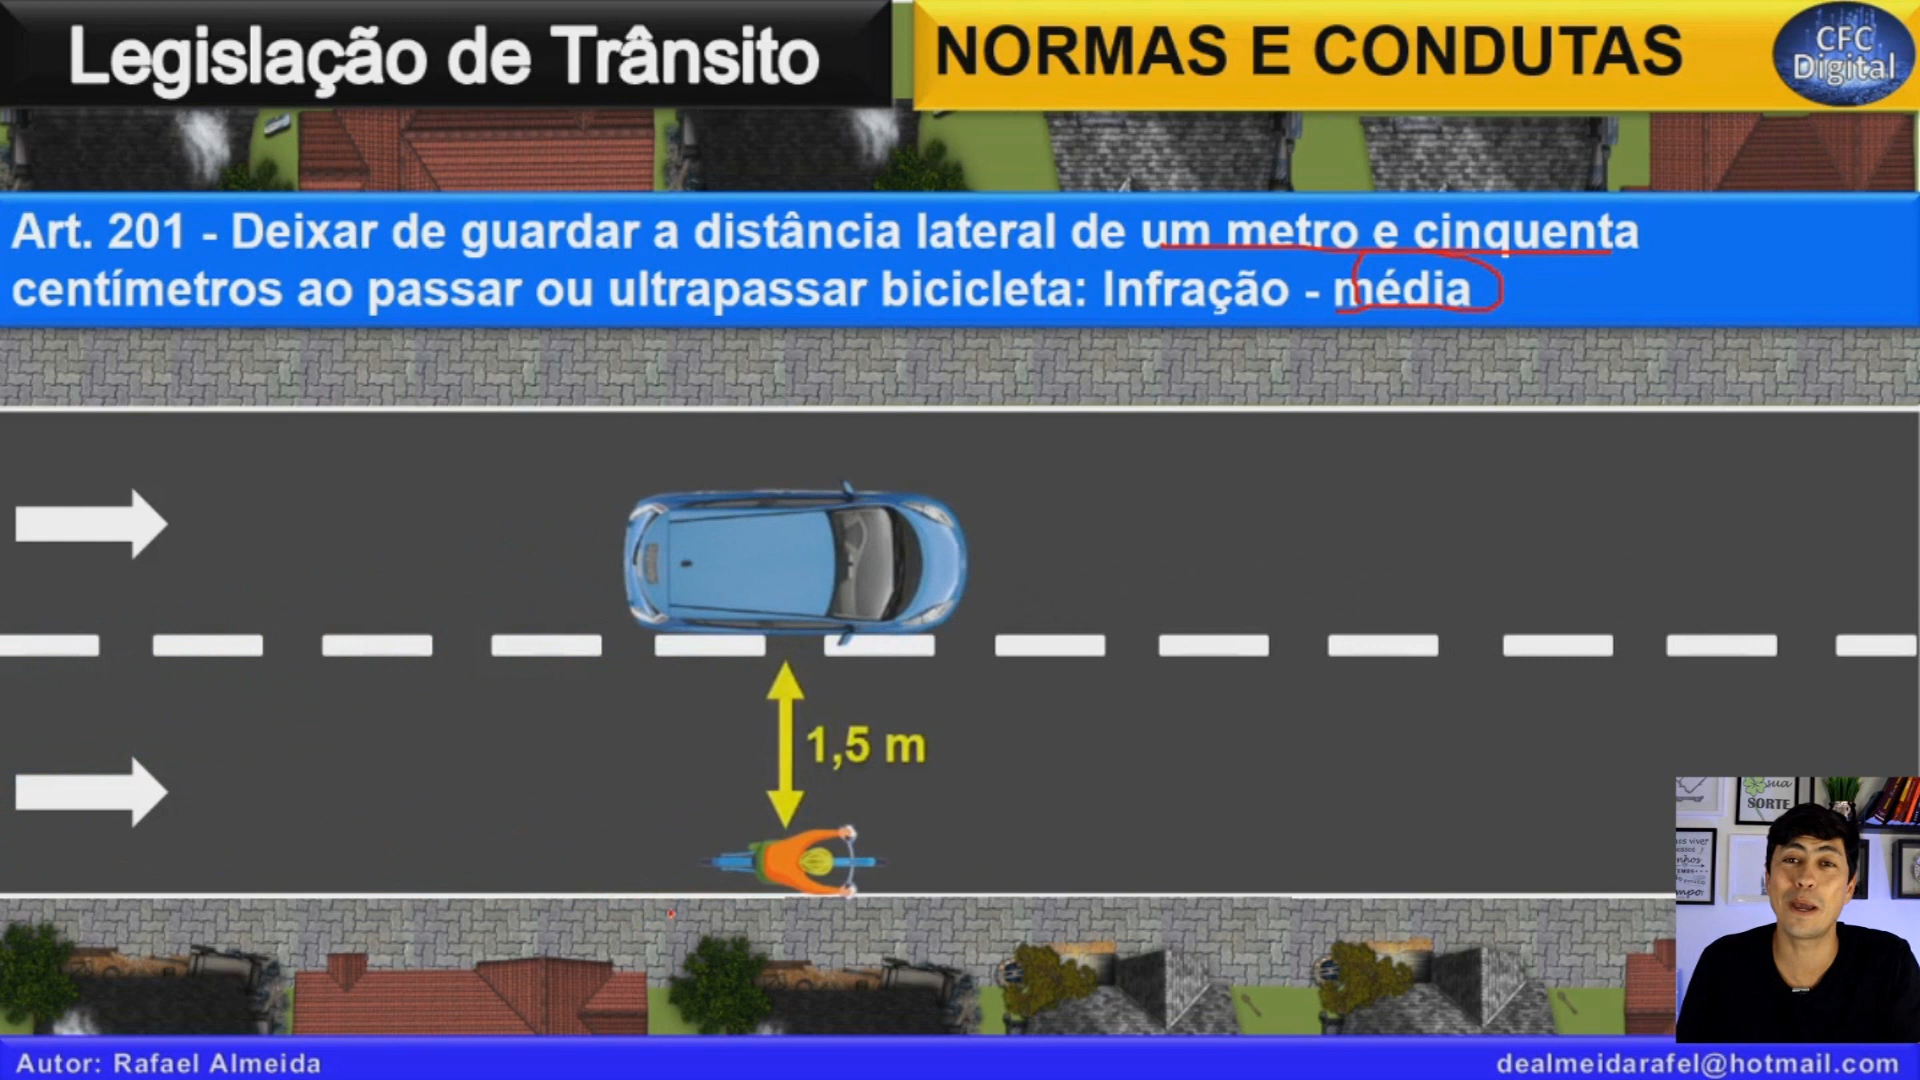 Legislação de Trânsito
NORMAS E CONDUTAS
CFC
Digital
Art. 201 - Deixar de guardar a distância lateral de um metro e cinquenta
centímetros ao passar ou ultrapassar bicicleta: Infração - média
1,5 m
sua
SORTE
Autor: Rafael Almeida
dealmeidarafel@hotmail.com